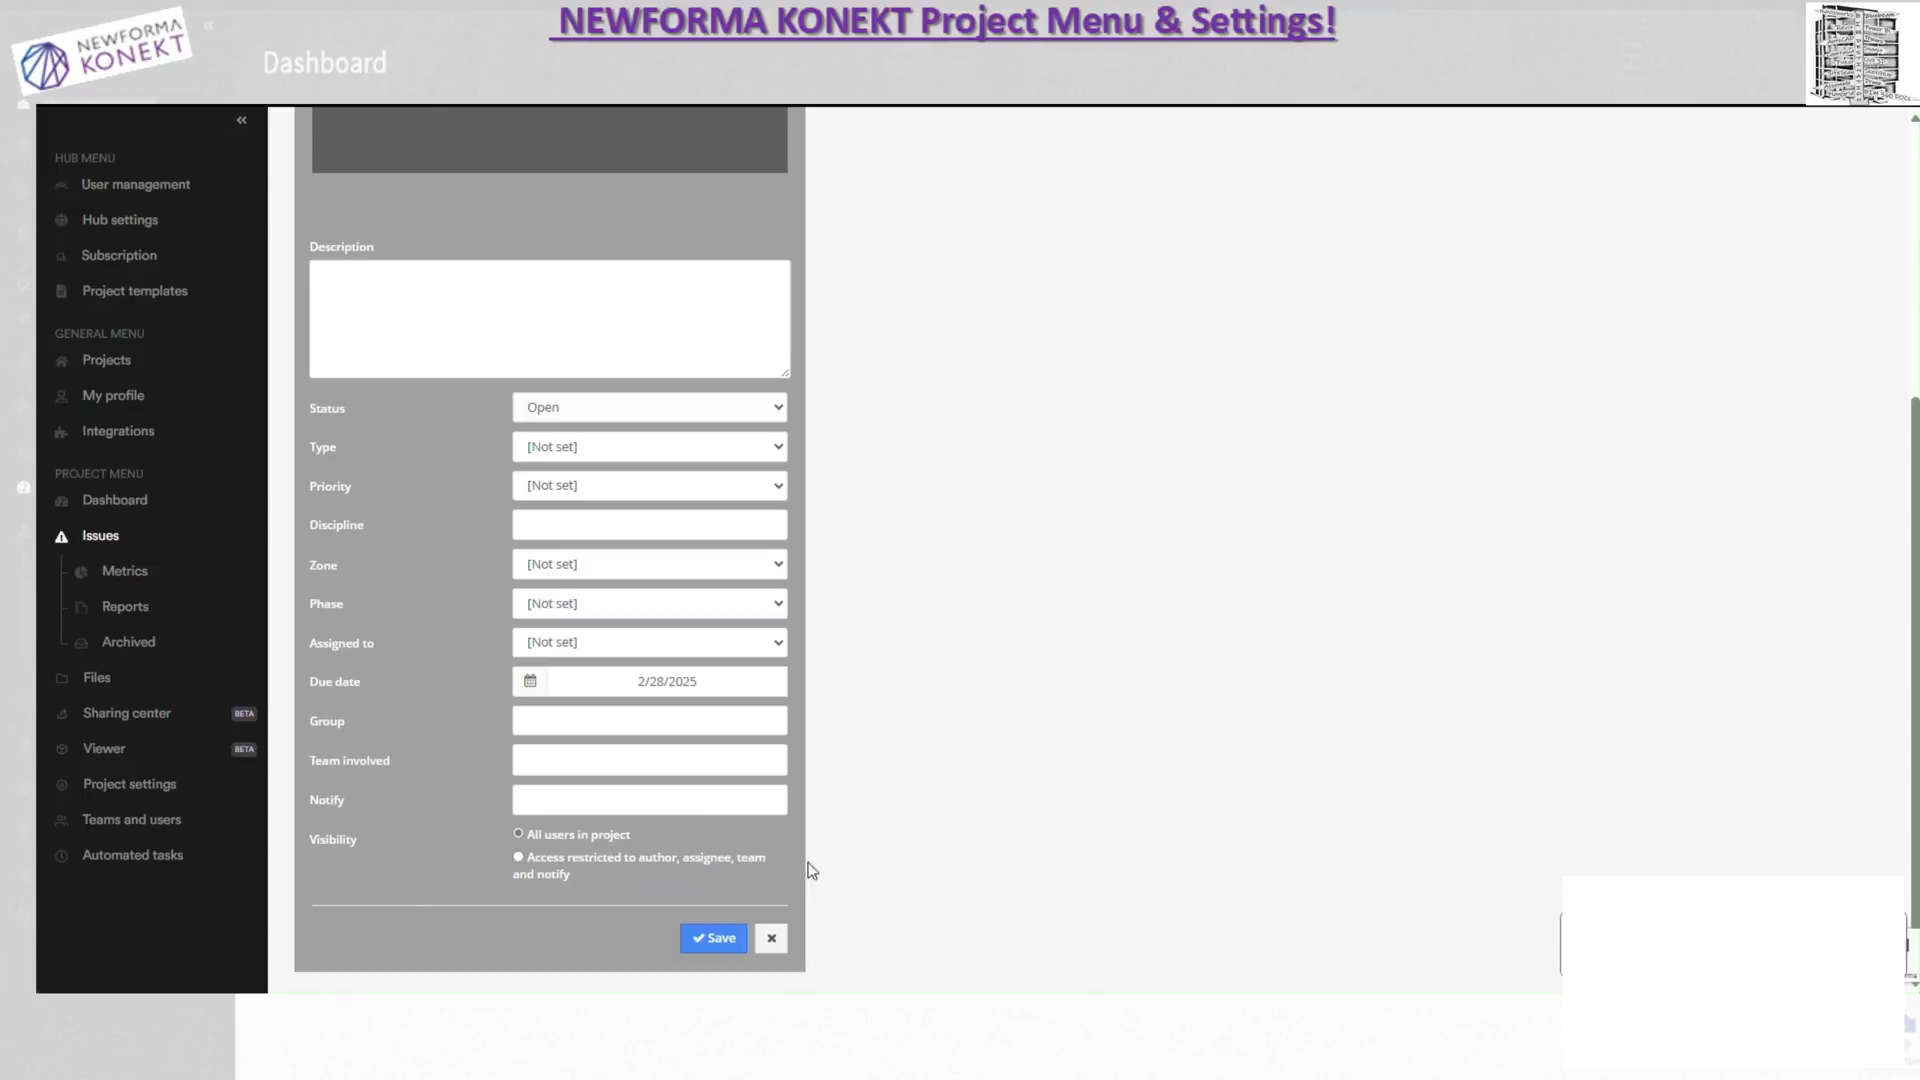 NEWFORMA KONEKT Project Menu & Settings!
NEWFORMA
KONEKT
Dashboard
HUB MENU
User management
Hub settings
Subscription
Project templates
GENERAL MENU
Projects
My profile
Integrations
PROJECT MENU
Dashboard
Issues
Metrics
Reports
Archived
Files
Sharing center BETA
Viewer BETA
Project settings
Teams and users
Automated tasks
Description
Status Open
Type [Not set]
Priority [Not set]
Discipline
Zone [Not set]
Phase [Not set]
Assigned to [Not set]
Due date 2/28/2025
Group
Team involved
Notify
Visibility All users in project
Access restricted to author, assignee, team
and notify
Save